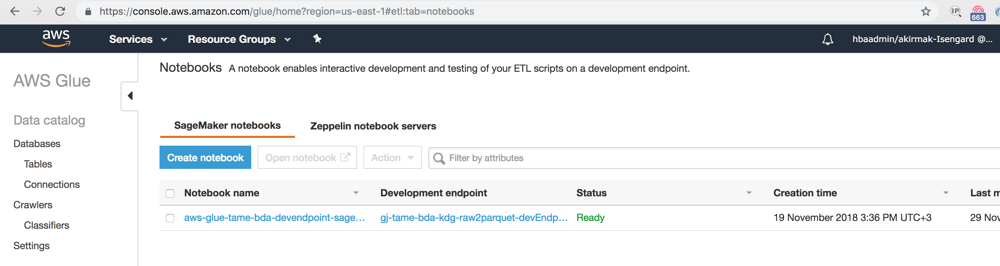 https://console.aws.amazon.com/glue/home?region=us-east-1#etl:tab=notebooks
IP
663
aws
Services
Resource Groups
hbaadmin/akirmak-Isengard @...
AWS Glue
Data catalog
Databases
Tables
Connections
Crawlers
Classifiers
Settings
Notebooks A notebook enables interactive development and testing of your ETL scripts on a development endpoint.
SageMaker notebooks Zeppelin notebook servers
Create notebook Open notebook Action Filter by attributes
Notebook name Development endpoint Status Creation time Last m
aws-glue-tame-bda-devendpoint-sage... gj-tame-bda-kdg-raw2parquet-devEndp... Ready 19 November 2018 3:36 PM UTC+3 29 Nov